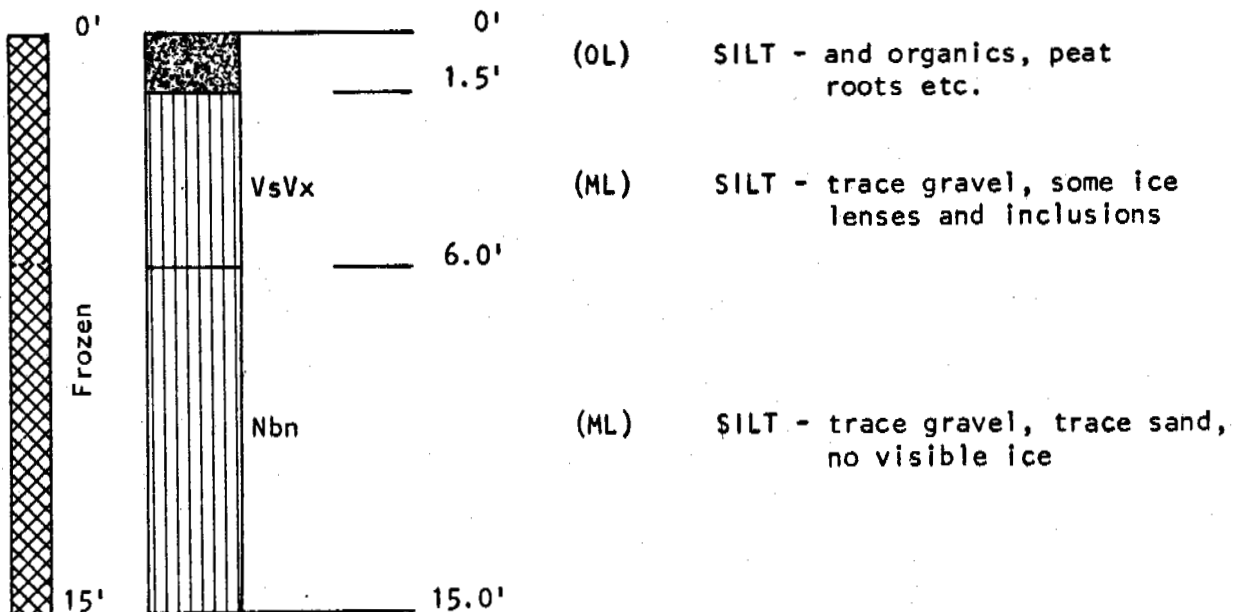 0'
0'
(OL) SILT - and organics, peat
roots etc.
1.5'
VsVx
(ML) SILT - trace gravel, some ice
lenses and inclusions
6.0'
Frozen
Nbn
(ML) SILT - trace gravel, trace sand,
no visible ice
15'
15.0'